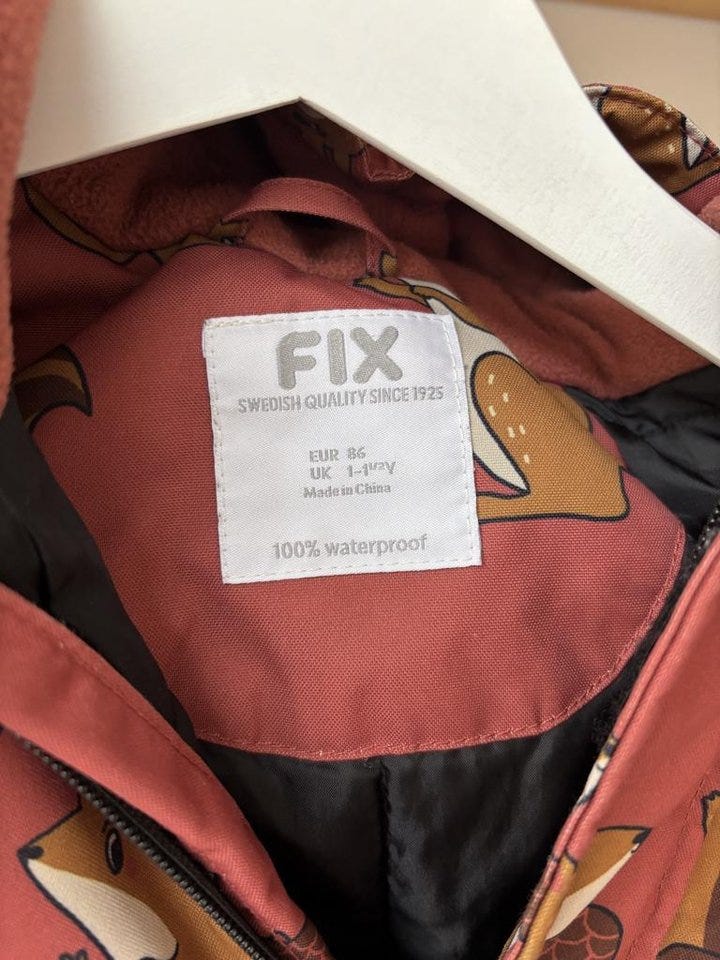 FIX
SWEDISH QUALITY SINCE 1925
EUR 86
UK 1-1½Y
Made in China
100% waterproof